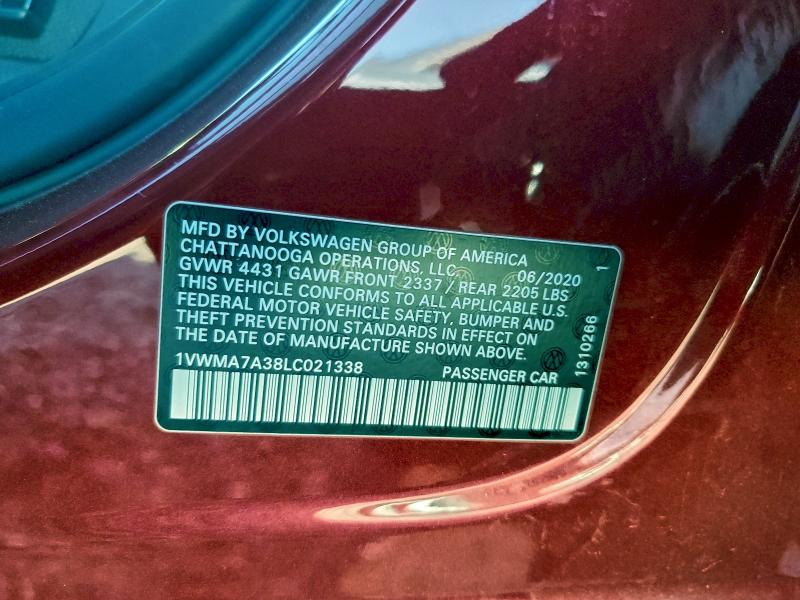 MFD BY VOLKSWAGEN GROUP OF AMERICA
CHATTANOOGA OPERATIONS, LLC 06/2020
GVWR 4431 GAWR FRONT 2337 / REAR 2205 LBS
THIS VEHICLE CONFORMS TO ALL APPLICABLE U.S.
FEDERAL MOTOR VEHICLE SAFETY, BUMPER AND
THEFT PREVENTION STANDARDS IN EFFECT ON
THE DATE OF MANUFACTURE SHOWN ABOVE.
1VWMA7A38LC021338 PASSENGER CAR
1310266 1